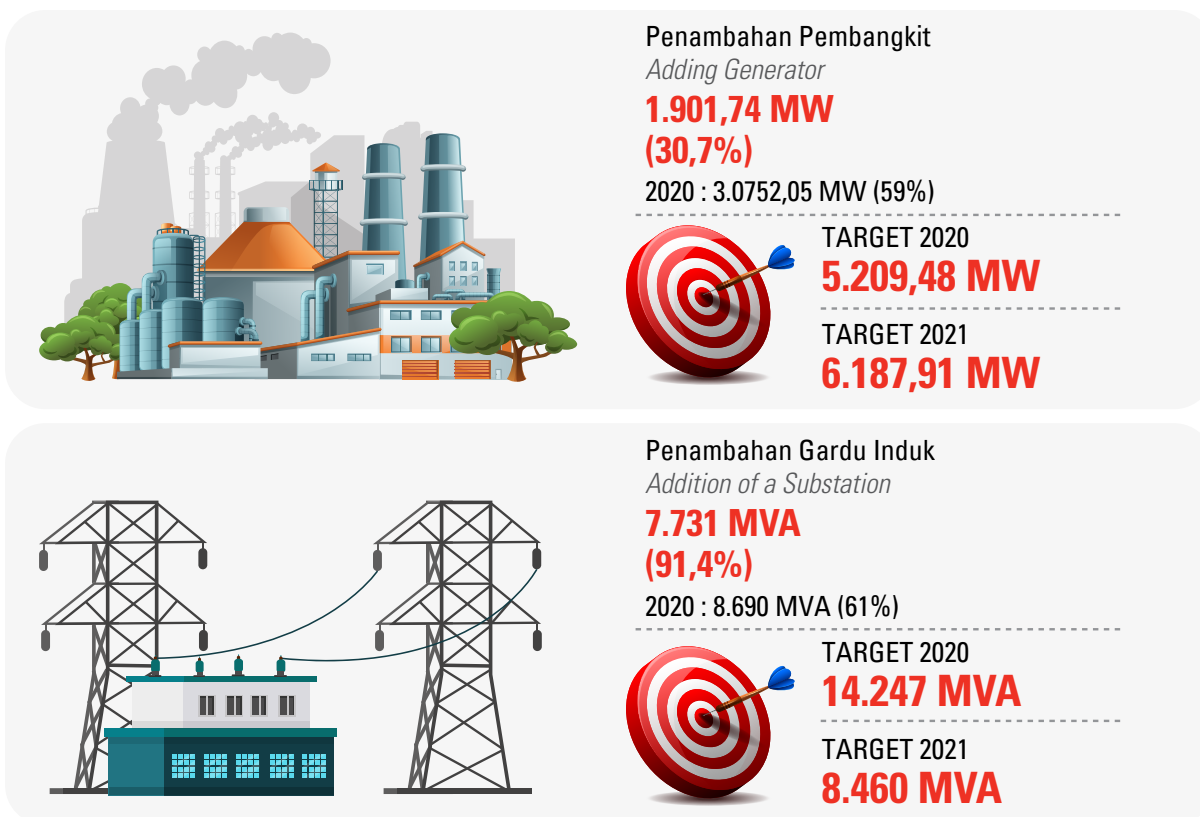 Penambahan Pembangkit
Adding Generator
1.901,74 MW
(30,7%)
2020 : 3.0752,05 MW (59%)
TARGET 2020
5.209,48 MW
TARGET 2021
6.187,91 MW
Penambahan Gardu Induk
Addition of a Substation
7.731 MVA
(91,4%)
2020 : 8.690 MVA (61%)
TARGET 2020
14.247 MVA
TARGET 2021
8.460 MVA